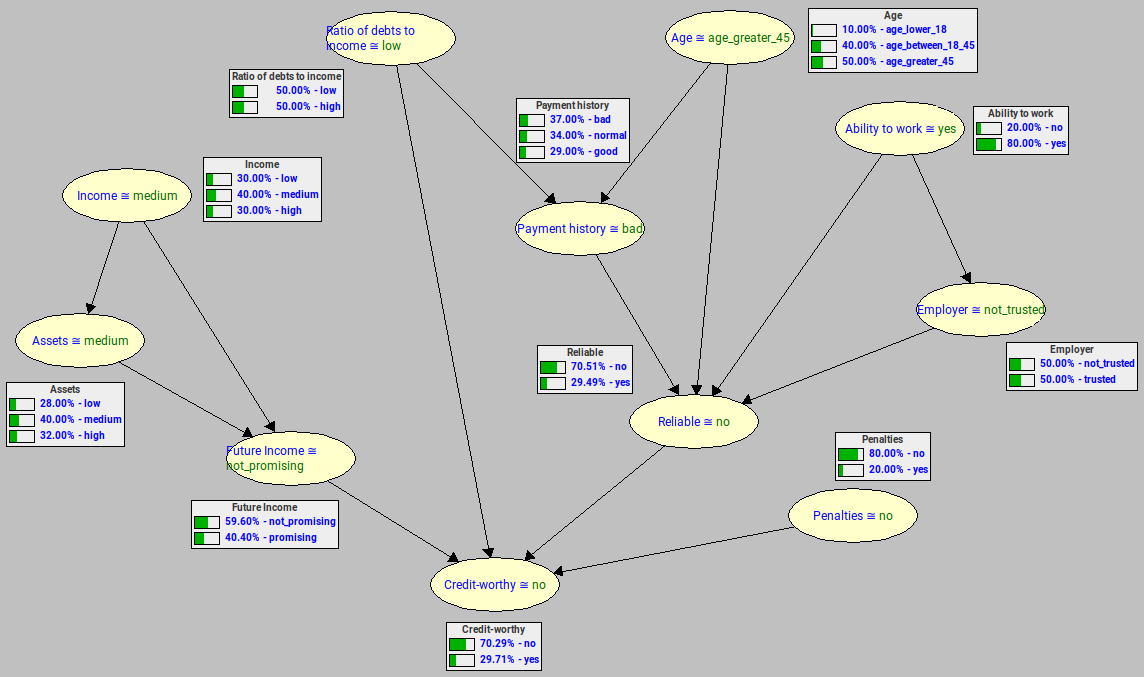 Ratio of debts to
income ≅ low
Age ≅ age_greater_45
Age
10.00% - age_lower_18
40.00% - age_between_18_45
50.00% - age_greater_45
Ratio of debts to income
50.00% - low
50.00% - high
Payment history
37.00% - bad
34.00% - normal
29.00% - good
Ability to work ≅ yes
Ability to work
20.00% - no
80.00% - yes
Income ≅ medium
Income
30.00% - low
40.00% - medium
30.00% - high
Payment history ≅ bad
Employer ≅ not_trusted
Employer
50.00% - not_trusted
50.00% - trusted
Assets ≅ medium
Assets
28.00% - low
40.00% - medium
32.00% - high
Reliable
70.51% - no
29.49% - yes
Reliable ≅ no
Future Income ≅
not_promising
Future Income
59.60% - not_promising
40.40% - promising
Penalties
80.00% - no
20.00% - yes
Penalties ≅ no
Credit-worthy ≅ no
Credit-worthy
70.29% - no
29.71% - yes